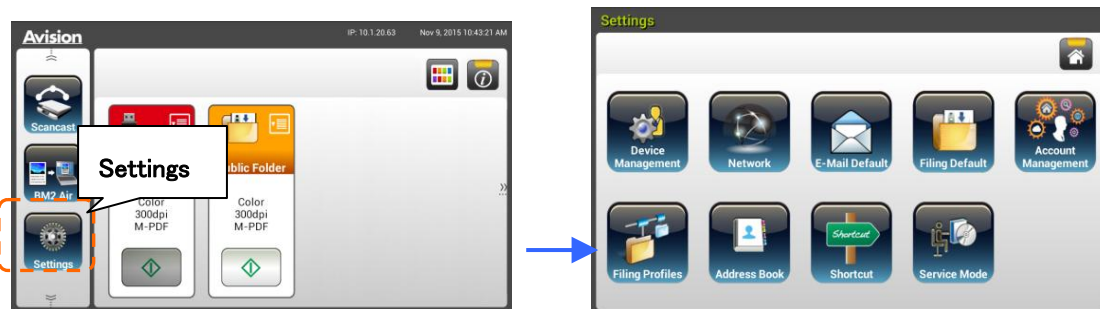 Avision
IP: 10.1.20.63
Nov 9, 2015 10:43:21 AM
Scancast
BM2 Air
Settings
Settings
Color
300dpi
M-PDF
blic Folder
Color
300dpi
M-PDF
Settings
Device
Management
Network
E-Mail Default
Filing Default
Account
Management
Filing Profiles
Address Book
Shortcut
Shortcut
Service Mode